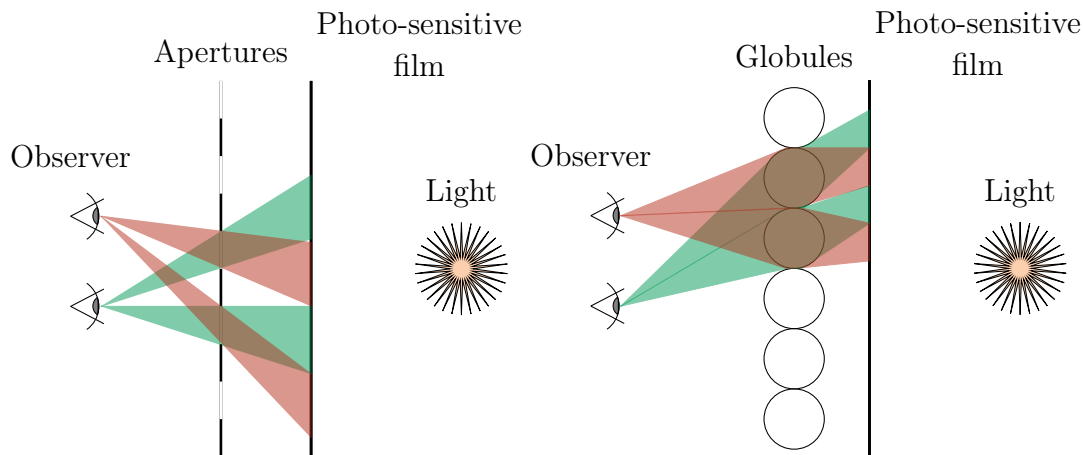 Photo-sensitive
film
Apertures
Observer
Light
Photo-sensitive
film
Globules
Observer
Light